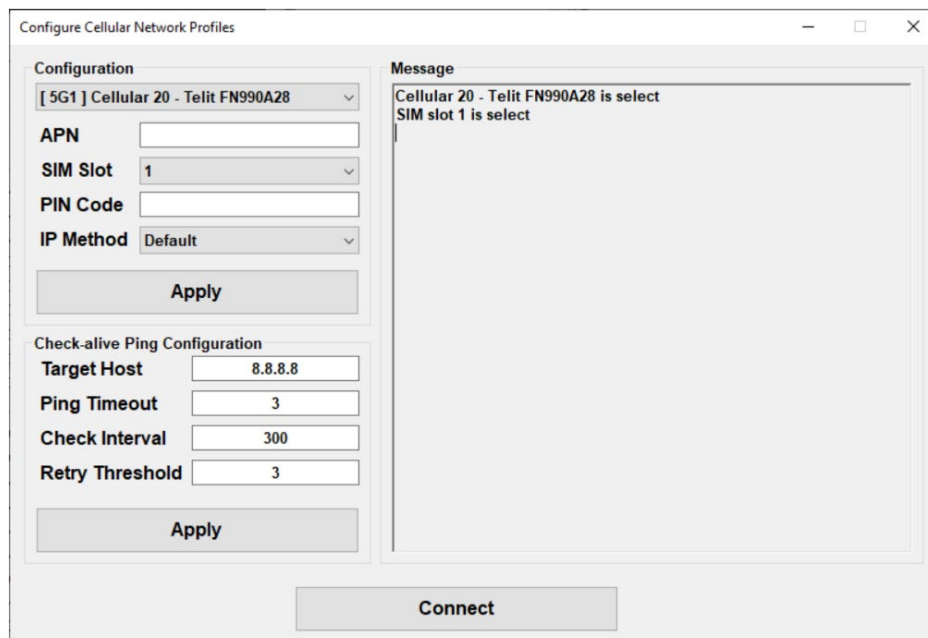 Configure Cellular Network Profiles
Configuration
[ 5G1 ] Cellular 20 - Telit FN990A28
APN
SIM Slot 1
PIN Code
IP Method Default
Apply
Check-alive Ping Configuration
Target Host 8.8.8.8
Ping Timeout 3
Check Interval 300
Retry Threshold 3
Apply
Message
Cellular 20 - Telit FN990A28 is select
SIM slot 1 is select
Connect